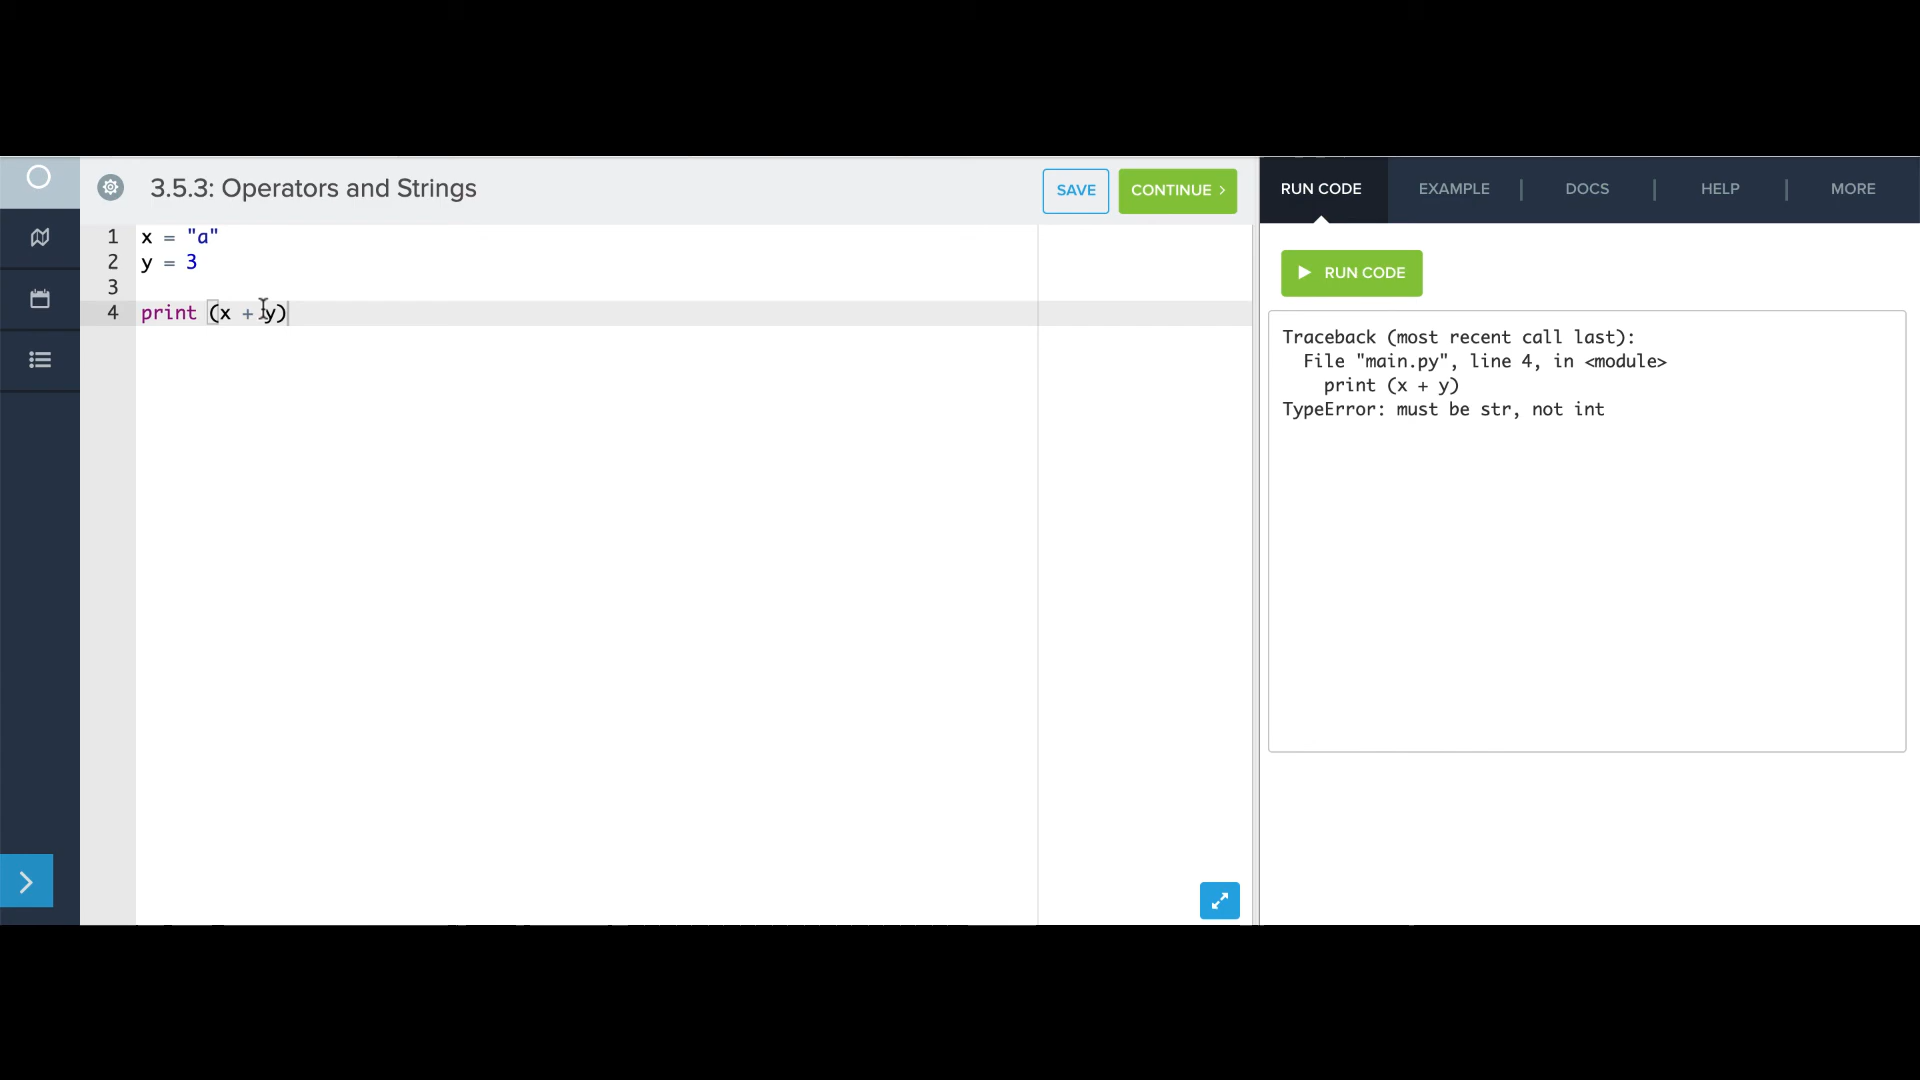 3.5.3: Operators and Strings
SAVE
CONTINUE >
RUN CODE
EXAMPLE
DOCS
HELP
MORE
1 x = "a"
2 y = 3
3
4 print (x + y)
RUN CODE
Traceback (most recent call last):
File "main.py", line 4, in <module>
print (x + y)
TypeError: must be str, not int